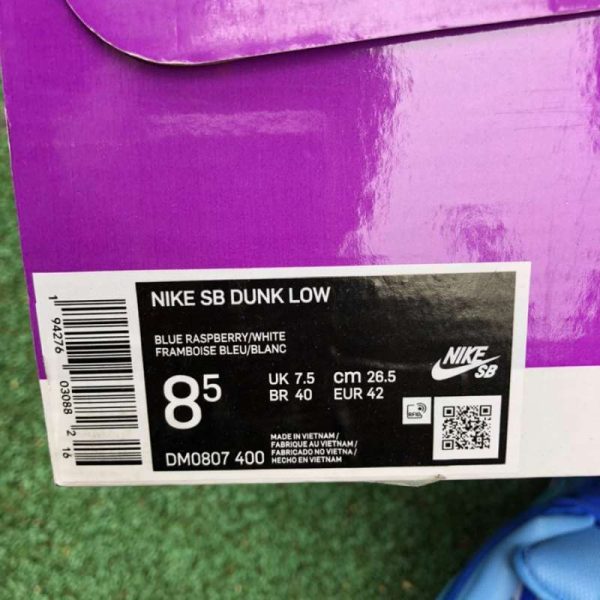 NIKE SB DUNK LOW
BLUE RASPBERRY/WHITE
FRAMBOISE BLEU/BLANC
8⁵
UK 7.5 cm 26.5
BR 40 EUR 42
NIKE
SB
RFID
MADE IN VIETNAM /
FABRIQUE AU VIETNAM /
FABRICADO NO VIETNA /
HECHO EN VIETNAM
DM0807 400
1 94276 03088 2 16